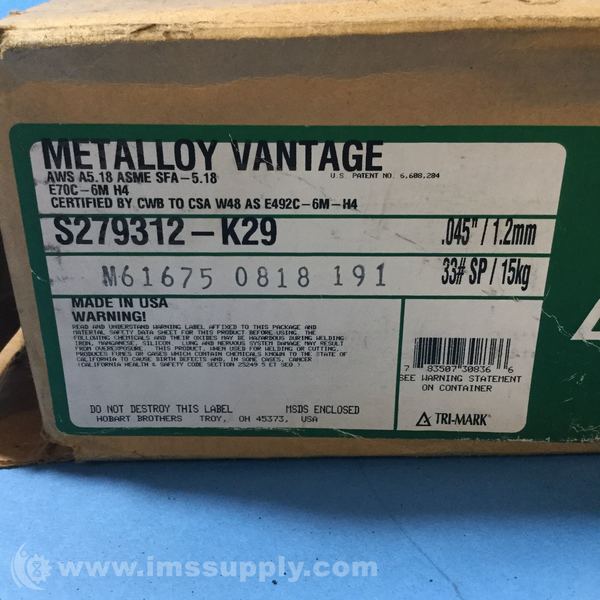 METALLOY VANTAGE
AWS A5.18 ASME SFA-5.18
U.S. PATENT NO. 6,608,284
E70C-6M H4
CERTIFIED BY CWB TO CSA W48 AS E492C-6M-H4
S279312-K29
.045" / 1.2mm
M61675 0818 191
33# SP / 15kg
MADE IN USA
WARNING!
READ AND UNDERSTAND WARNING LABEL AFFIXED TO THIS PACKAGE AND
MATERIAL SAFETY DATA SHEET FOR THIS PRODUCT BEFORE USING. THE
FOLLOWING CHEMICALS AND THEIR OXIDES MAY BE HAZARDOUS DURING WELDING:
IRON, MANGANESE, SILICON LUNG AND NERVOUS SYSTEM DAMAGE MAY RESULT
FROM OVEREXPOSURE THIS PRODUCT, WHEN USED FOR WELDING
PRODUCES FUMES OR GASES WHICH CONTAIN CHEMICALS KNOWN TO THE STATE OF
CALIFORNIA TO CAUSE BIRTH DEFECTS AND, IN SOME CASES, CANCER
(CALIFORNIA HEALTH & SAFETY CODE SECTION 25249 5 ET SEQ )
7 83507 30836 6
SEE WARNING STATEMENT
ON CONTAINER
DO NOT DESTROY THIS LABEL MSDS ENCLOSED
HOBART BROTHERS TROY, OH 45373, USA
TRI-MARK
www.imssupply.com